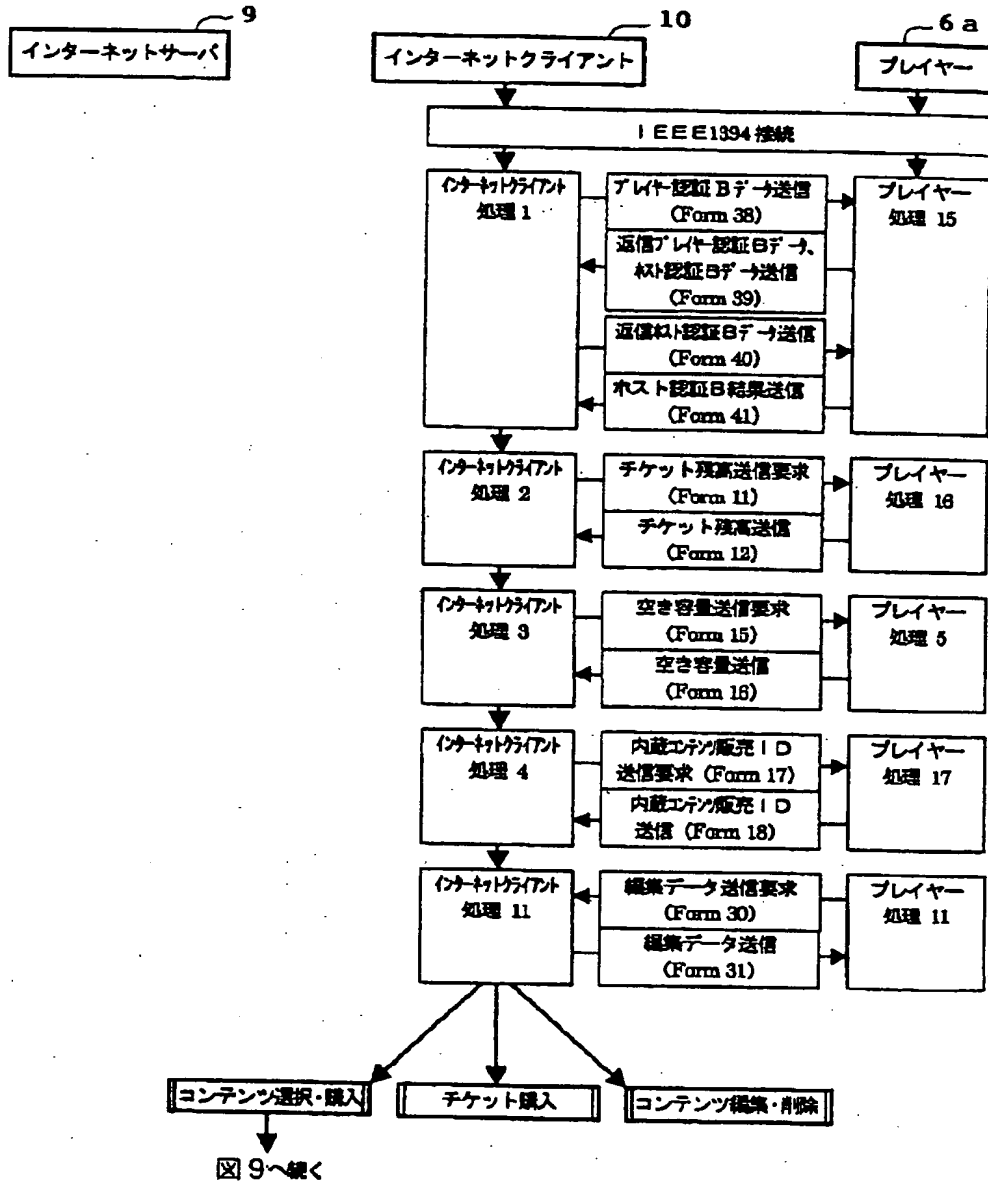 9
インターネットサーバ
10
インターネットクライアント
6a
プレイヤー
IEEE1394接続
インターネットクライアント
処理 1
プレイヤー認証Bデータ送信
(Form 38)
返信プレイヤー認証Bデータ、
ホスト認証Bデータ送信
(Form 39)
返信ホスト認証Bデータ送信
(Form 40)
ホスト認証B結果送信
(Form 41)
プレイヤー
処理 15
インターネットクライアント
処理 2
チケット残高送信要求
(Form 11)
チケット残高送信
(Form 12)
プレイヤー
処理 16
インターネットクライアント
処理 3
空き容量送信要求
(Form 15)
空き容量送信
(Form 16)
プレイヤー
処理 5
インターネットクライアント
処理 4
内蔵コンテンツ販売ID
送信要求 (Form 17)
内蔵コンテンツ販売ID
送信 (Form 18)
プレイヤー
処理 17
インターネットクライアント
処理 11
編集データ送信要求
(Form 30)
編集データ送信
(Form 31)
プレイヤー
処理 11
コンテンツ選択・購入
チケット購入
コンテンツ編集・削除
図9へ続く